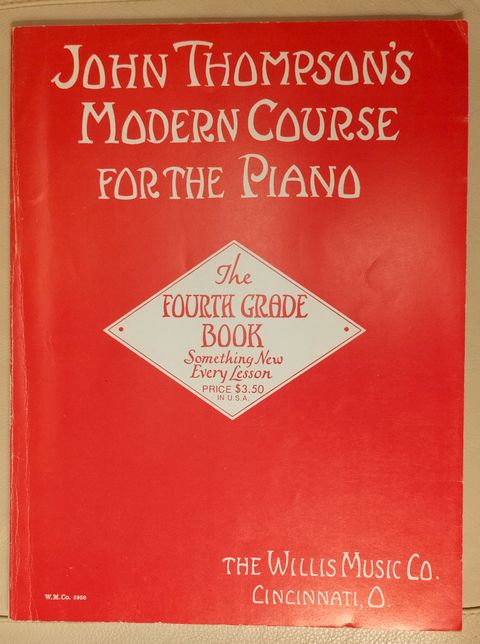 JOHN THOMPSON'S
MODERN COURSE
FOR THE PIANO
The
FOURTH GRADE
BOOK
Something New
Every Lesson
PRICE $3.50
IN U.S.A.
THE WILLIS MUSIC CO.
CINCINNATI, O.
W.M.Co. 5958